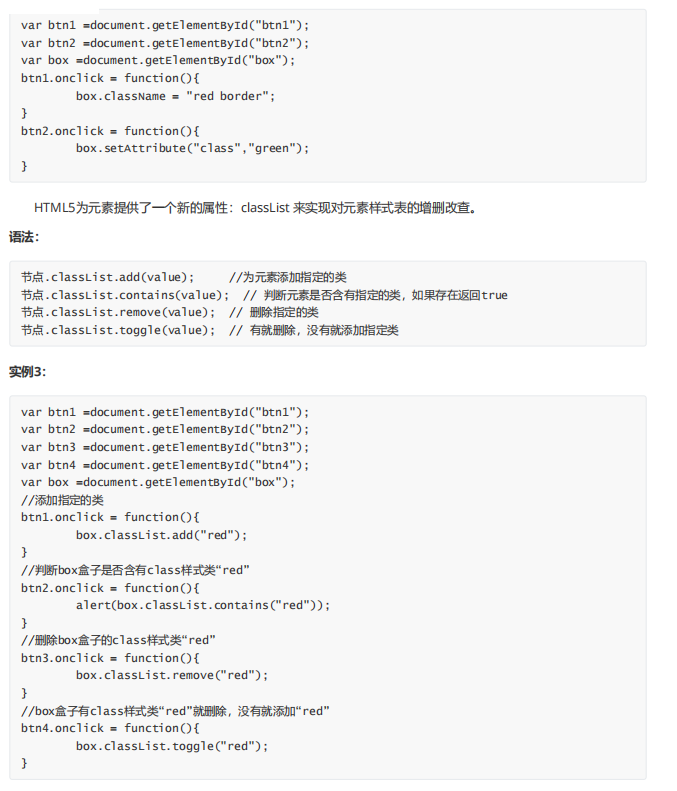 var btn1 =document.getElementById("btn1");
var btn2 =document.getElementById("btn2");
var box =document.getElementById("box");
btn1.onclick = function(){
        box.className = "red border";
}
btn2.onclick = function(){
        box.setAttribute("class","green");
}
HTML5为元素提供了一个新的属性：classList 来实现对元素样式表的增删改查。
语法：
节点.classList.add(value);     //为元素添加指定的类
节点.classList.contains(value);  // 判断元素是否含有指定的类，如果存在返回true
节点.classList.remove(value);  // 删除指定的类
节点.classList.toggle(value);  // 有就删除，没有就添加指定类
实例3：
var btn1 =document.getElementById("btn1");
var btn2 =document.getElementById("btn2");
var btn3 =document.getElementById("btn3");
var btn4 =document.getElementById("btn4");
var box =document.getElementById("box");
//添加指定的类
btn1.onclick = function(){
        box.classList.add("red");
}
//判断box盒子是否含有class样式类“red”
btn2.onclick = function(){
        alert(box.classList.contains("red"));
}
//删除box盒子的class样式类“red”
btn3.onclick = function(){
        box.classList.remove("red");
}
//box盒子有class样式类“red”就删除，没有就添加“red”
btn4.onclick = function(){
        box.classList.toggle("red");
}